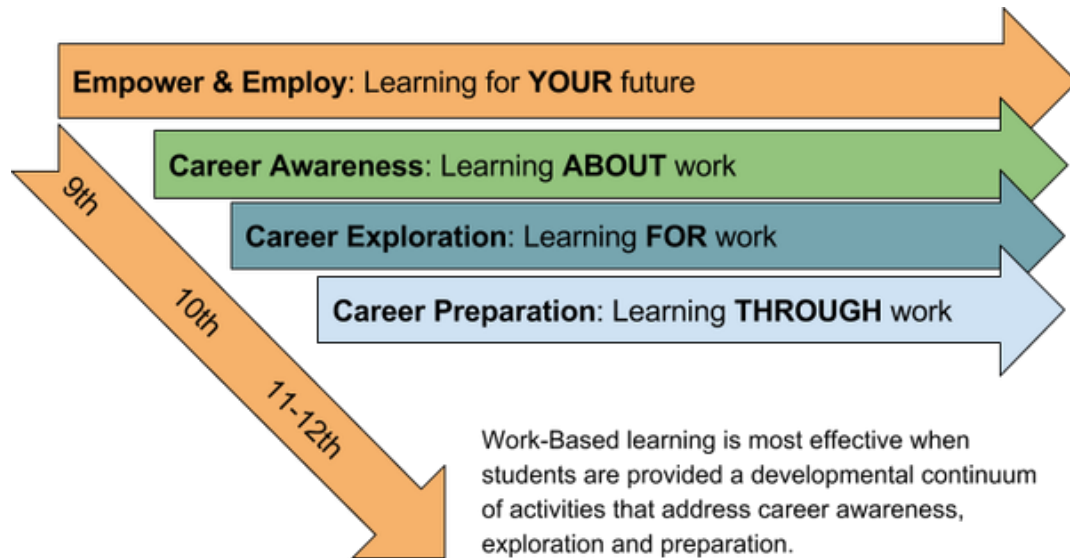 Empower & Employ: Learning for YOUR future
Career Awareness: Learning ABOUT work
Career Exploration: Learning FOR work
Career Preparation: Learning THROUGH work
9th
10th
11-12th
Work-Based learning is most effective when
students are provided a developmental continuum
of activities that address career awareness,
exploration and preparation.